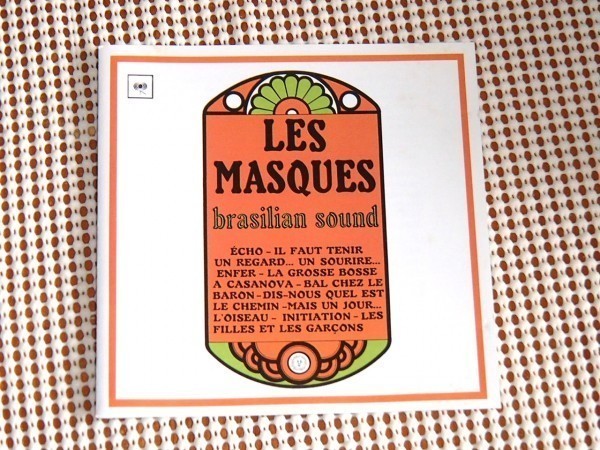 LES
MASQUES
brasilian sound
ÉCHO - IL FAUT TENIR
UN REGARD... UN SOURIRE...
ENFER - LA GROSSE BOSSE
A CASANOVA - BAL CHEZ LE
BARON - DIS-NOUS QUEL EST
LE CHEMIN - MAIS UN JOUR...
L'OISEAU - INITIATION - LES
FILLES ET LES GARÇONS